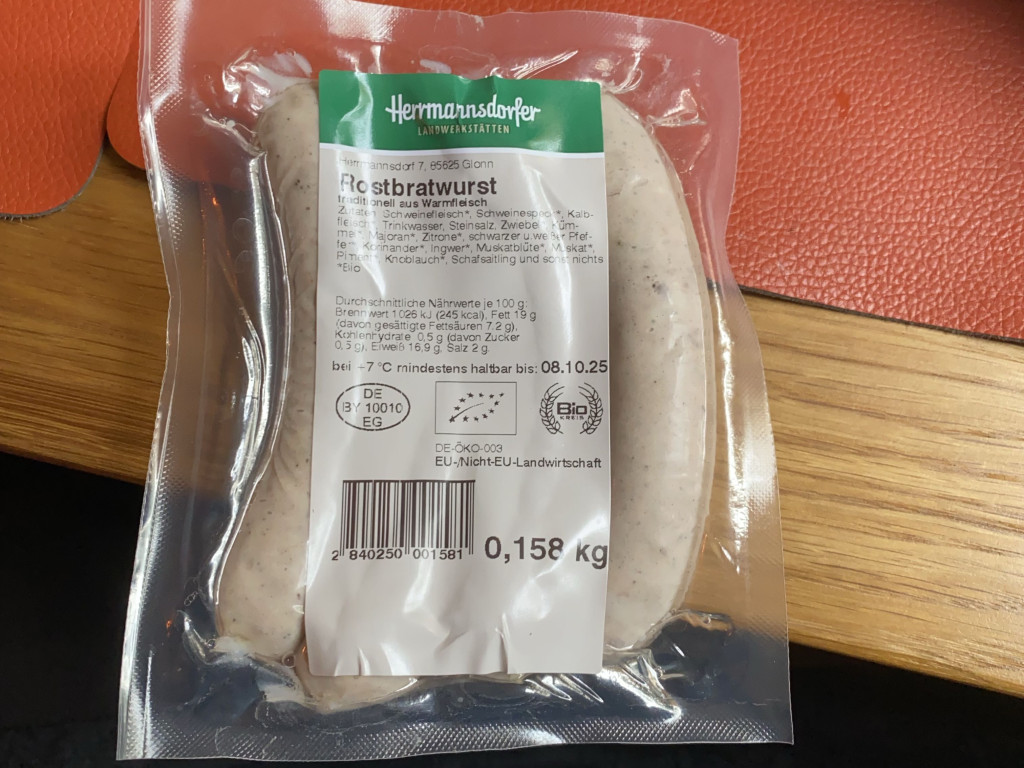 Herrmannsdorfer
LANDWERKSTÄTTEN
Herrmannsdorf 7, 85625 Glonn
Rostbratwurst
traditionell aus Warmfleisch
Zutaten: Schweinefleisch*, Schweinespeck*, Kalb-
fleisch*, Trinkwasser, Steinsalz, Zwiebel*, Küm-
mel*, Majoran*, Zitrone*, schwarzer u.weißer Pfef-
fer*, Koriander*, Ingwer*, Muskatblüte*, Muskat*,
Piment*, Knoblauch*, Schafsaitling und sonst nichts
*Bio
Durchschnittliche Nährwerte je 100 g:
Brennwert 1026 kJ (245 kcal), Fett 19 g
(davon gesättigte Fettsäuren 7,2 g),
Kohlenhydrate 0,5 g (davon Zucker
0,5 g), Eiweiß 16,9 g, Salz 2 g.
bei +7 °C mindestens haltbar bis: 08.10.25
DE
BY 10010
EG
Bio
KREIS
DE-ÖKO-003
EU-/Nicht-EU-Landwirtschaft
2 840250 001581
0,158 kg